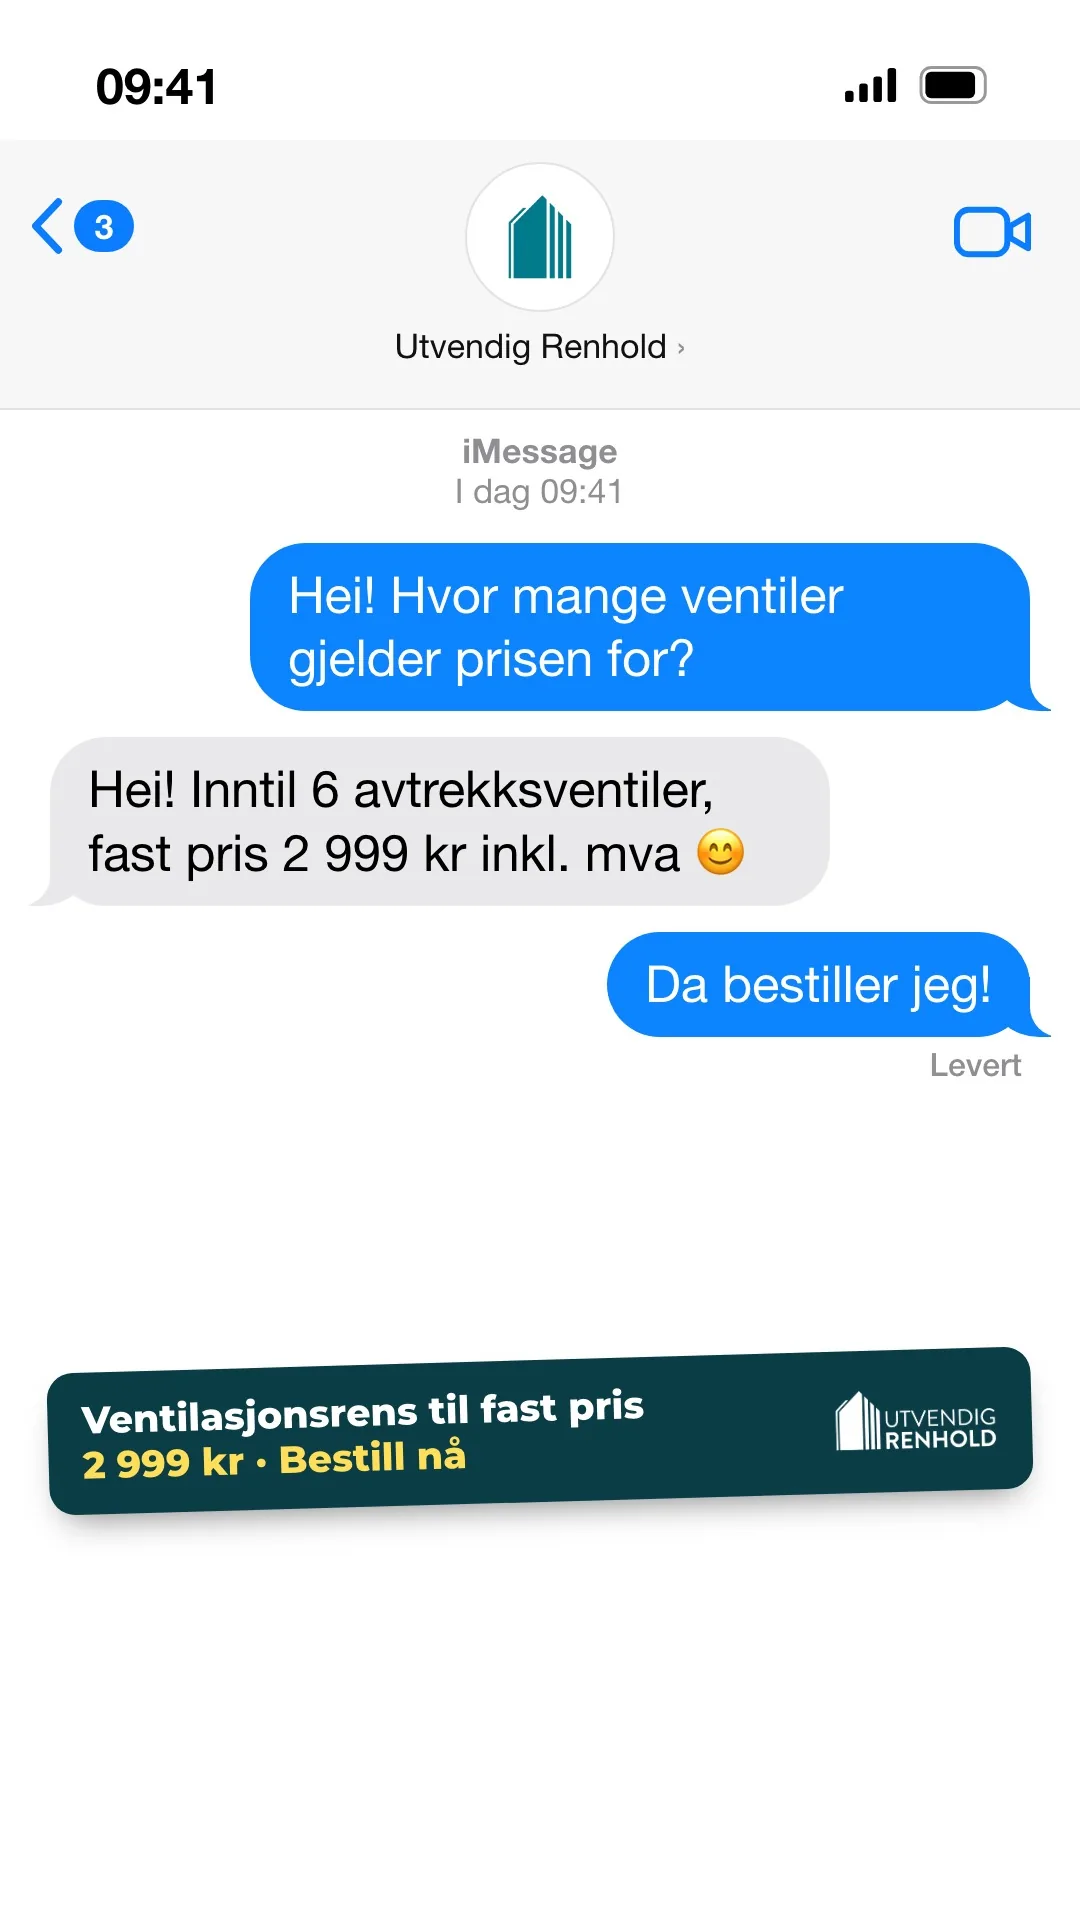 09:41
3
Utvendig Renhold ›
iMessage
I dag 09:41
Hei! Hvor mange ventiler
gjelder prisen for?
Hei! Inntil 6 avtrekksventiler,
fast pris 2 999 kr inkl. mva 😊
Da bestiller jeg!
Levert
Ventilasjonsrens til fast pris
2 999 kr · Bestill nå
UTVENDIG
RENHOLD